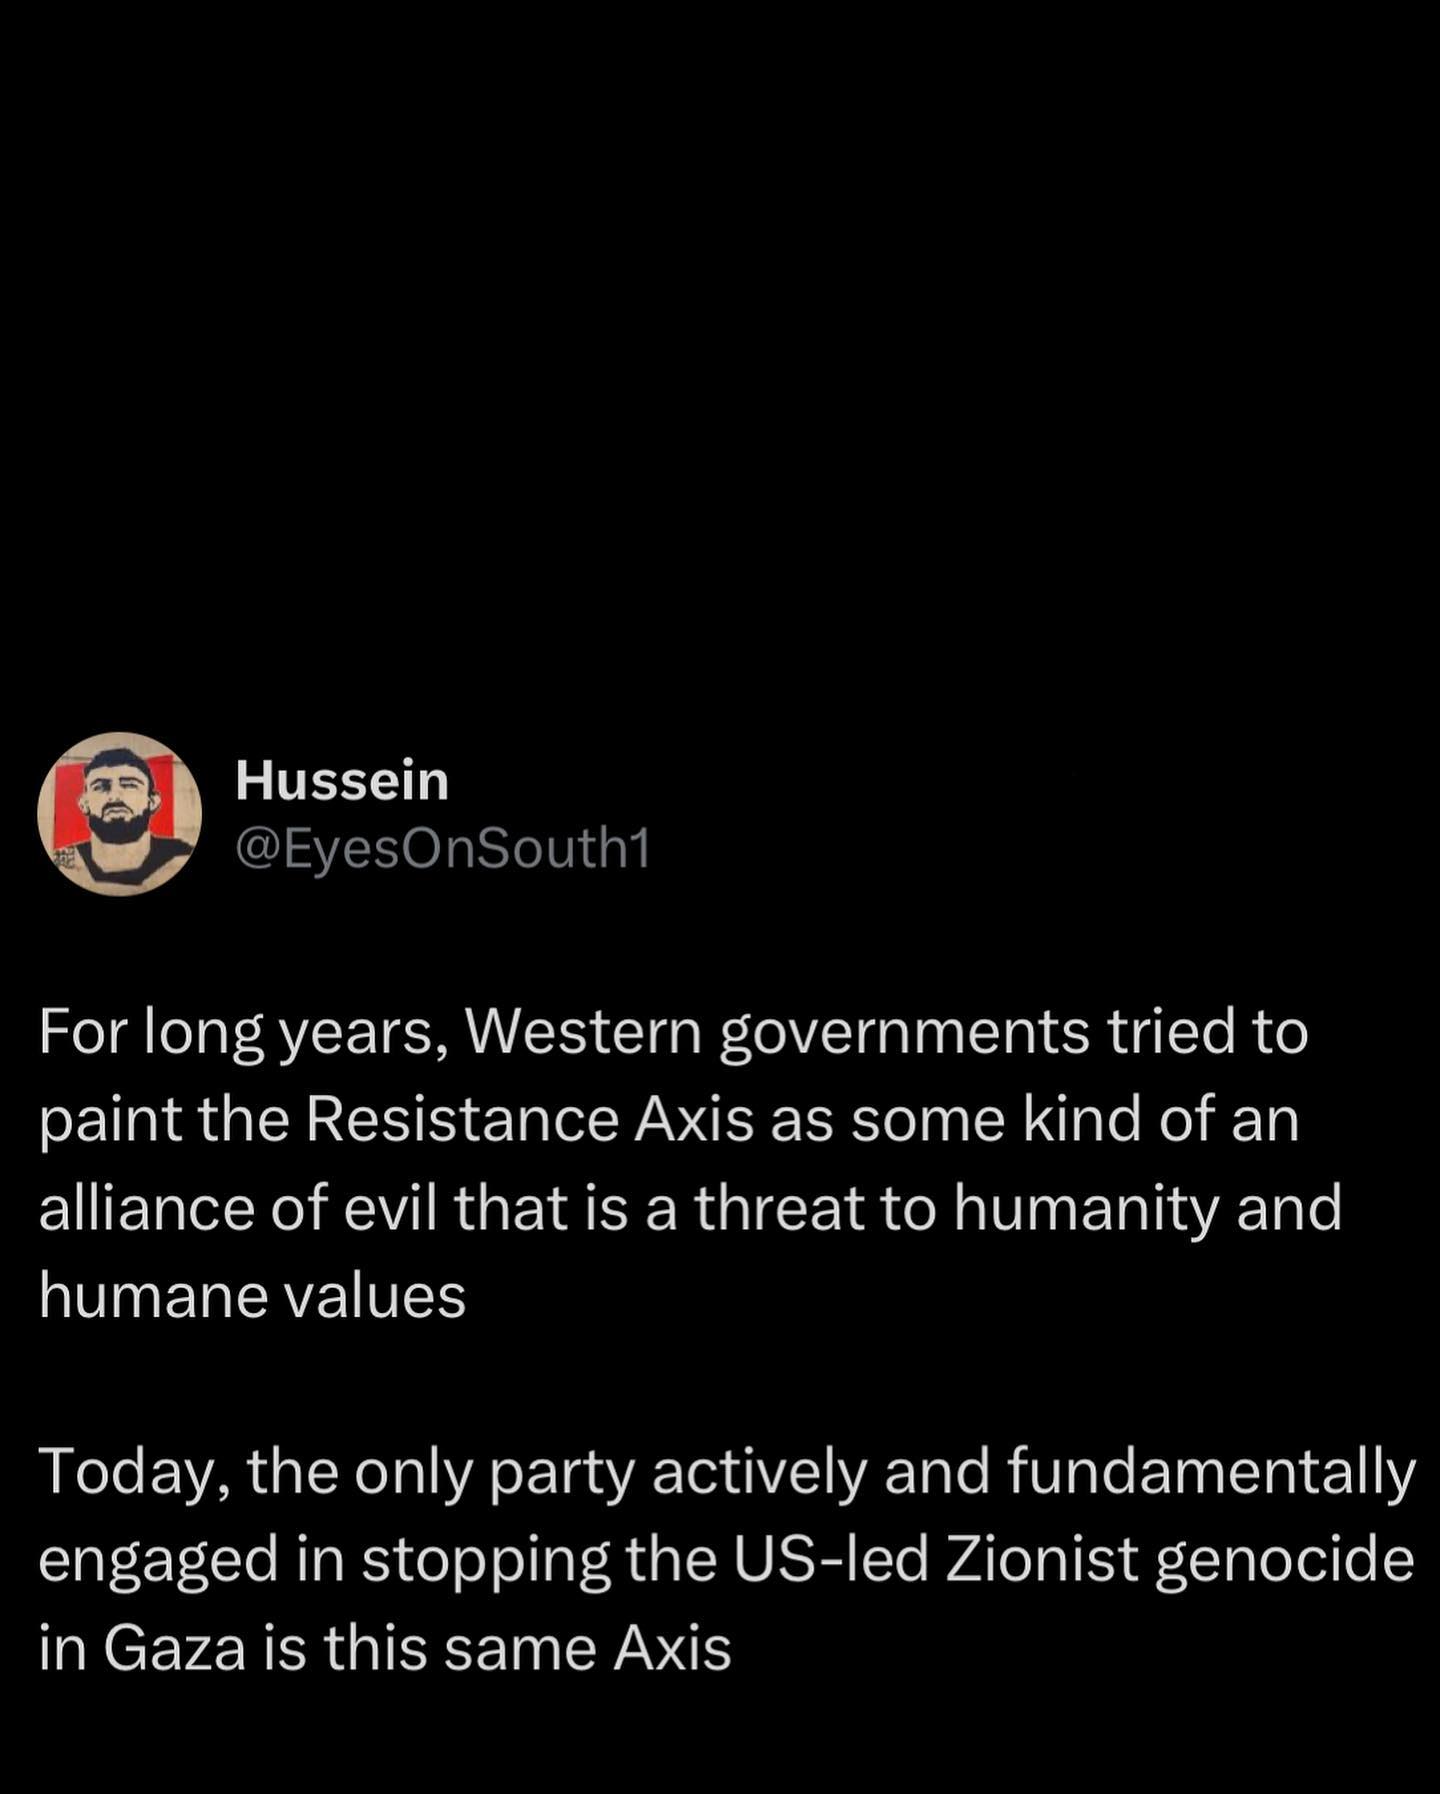 Hussein
@EyesOnSouth1
For long years, Western governments tried to
paint the Resistance Axis as some kind of an
alliance of evil that is a threat to humanity and
humane values
Today, the only party actively and fundamentally
engaged in stopping the US-led Zionist genocide
in Gaza is this same Axis